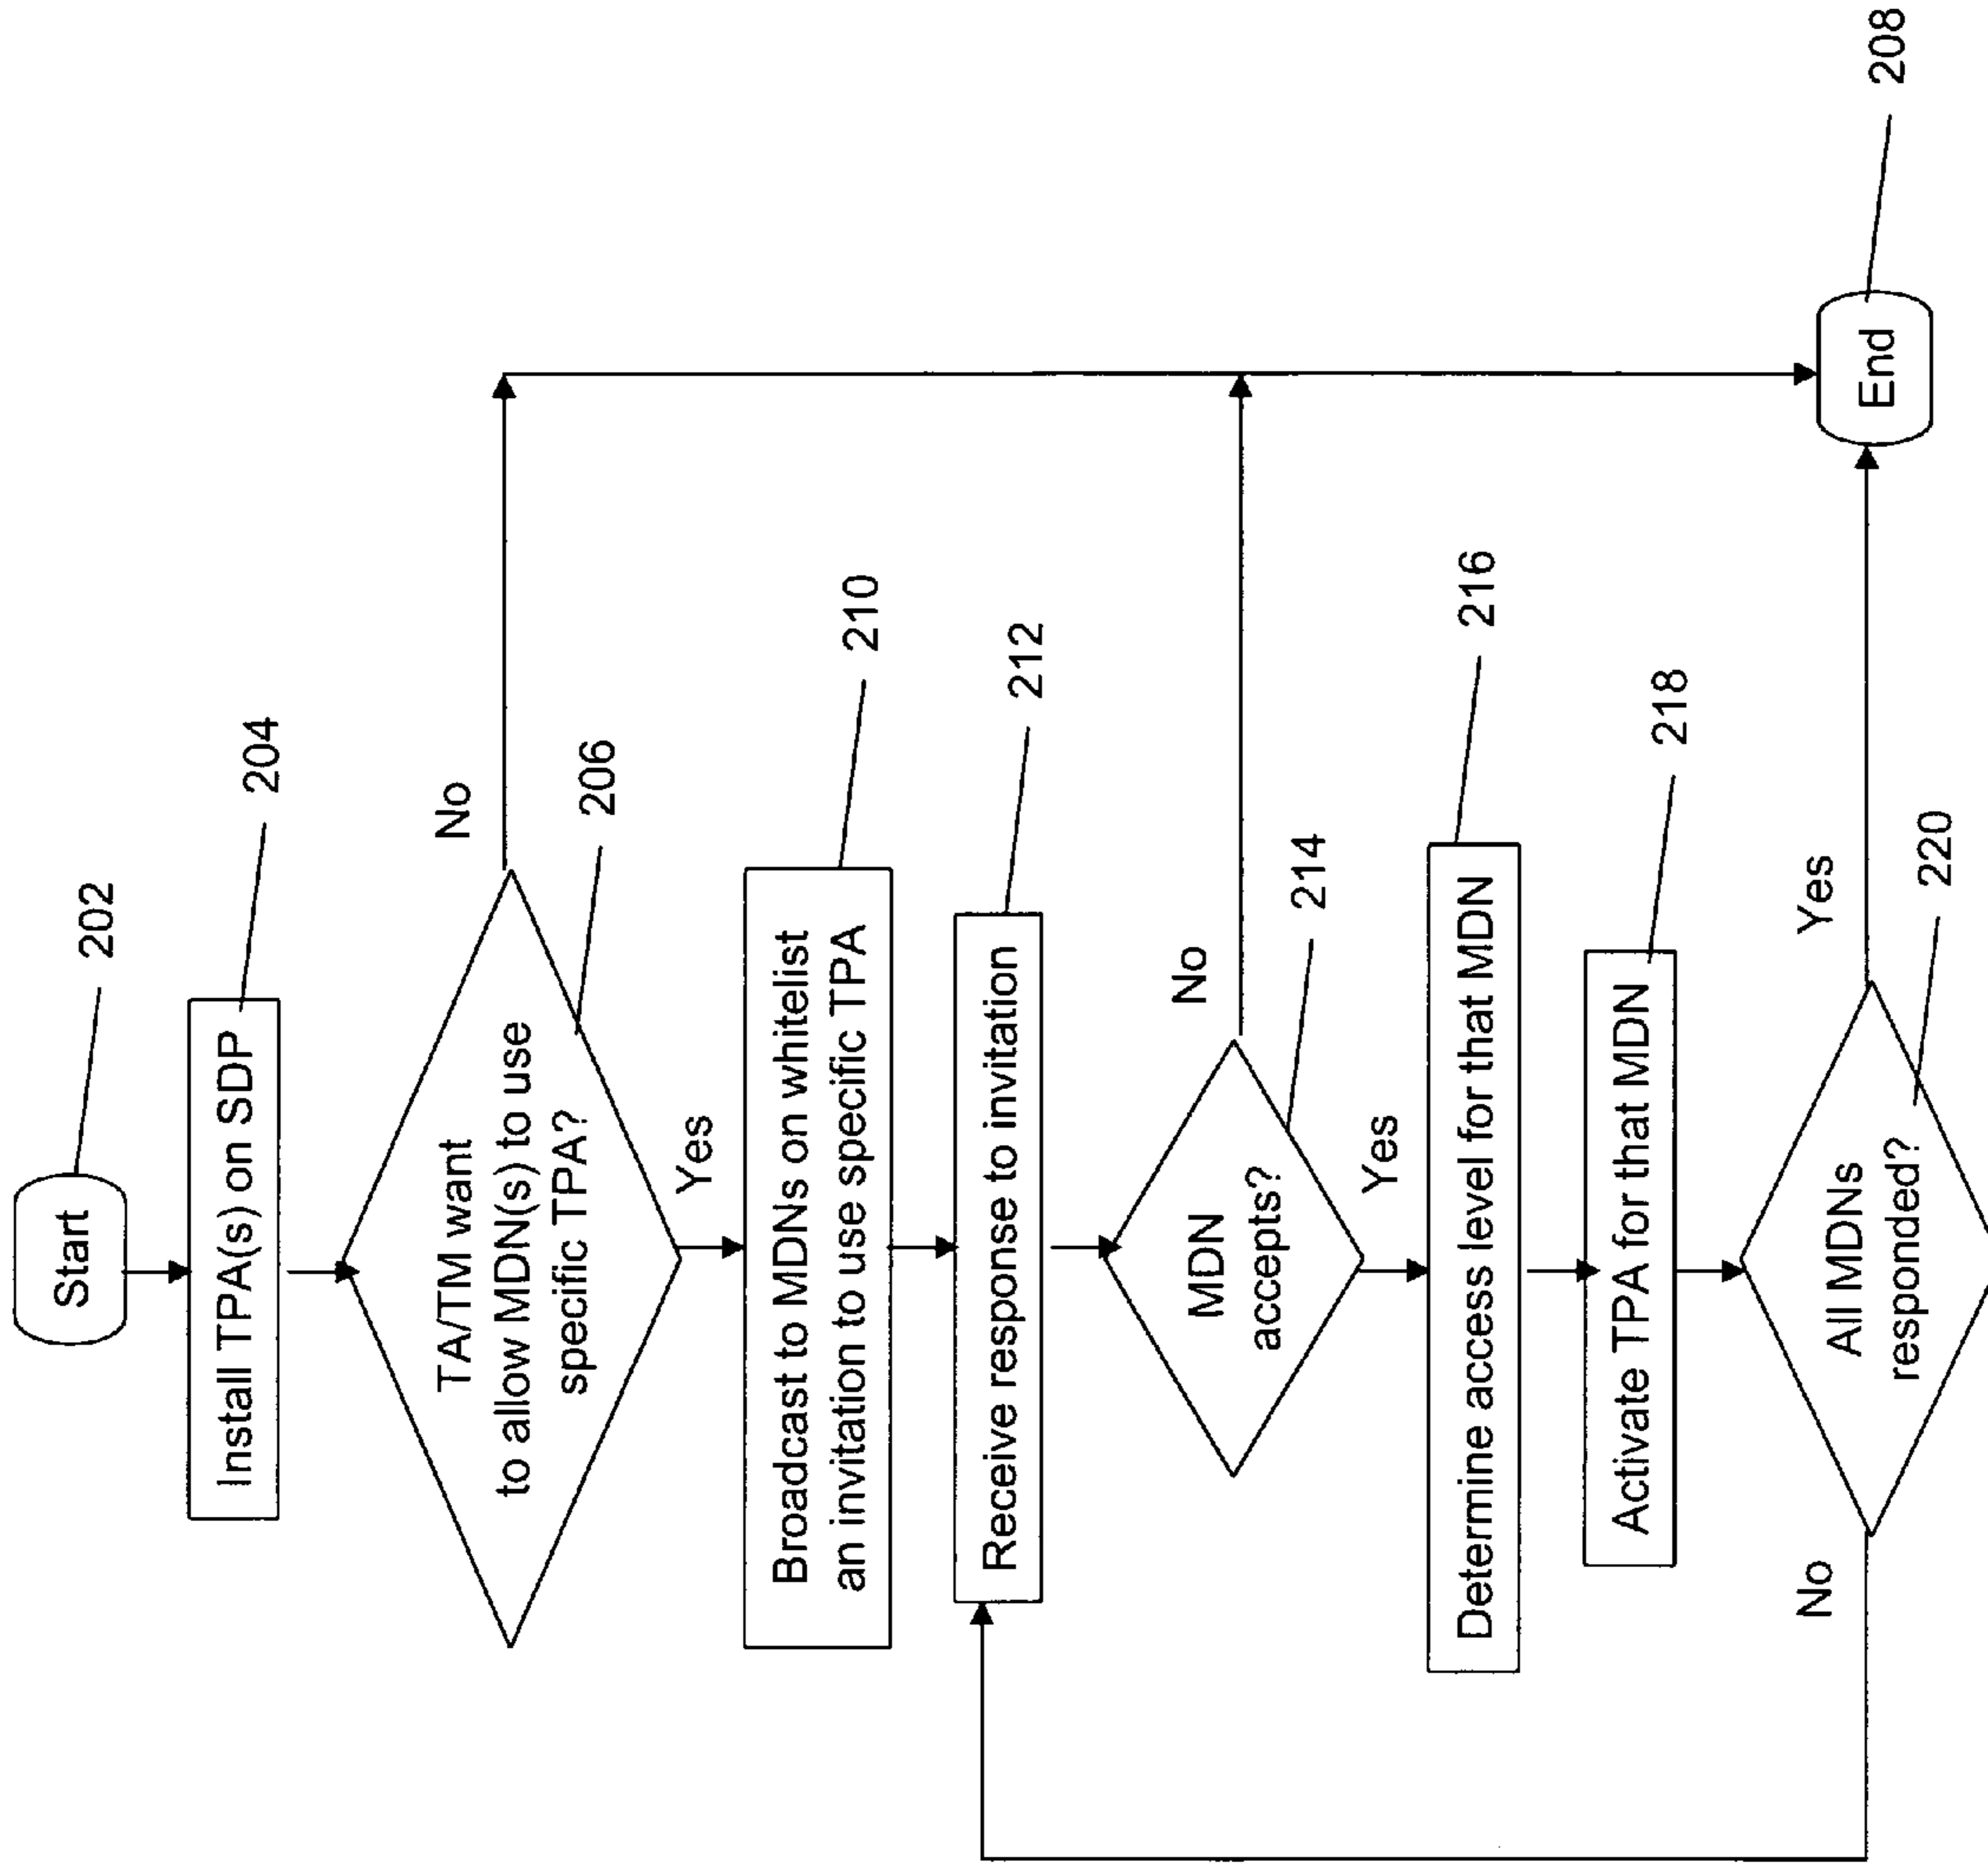 Start
202
Install TPA(s) on SDP
204
TA/TM want
to allow MDN(s) to use
specific TPA?
206
No
Yes
Broadcast to MDNs on whitelist
an invitation to use specific TPA
210
Receive response to invitation
212
MDN
accepts?
214
No
Yes
Determine access level for that MDN
216
Activate TPA for that MDN
218
All MDNs
responded?
220
No
Yes
End
208